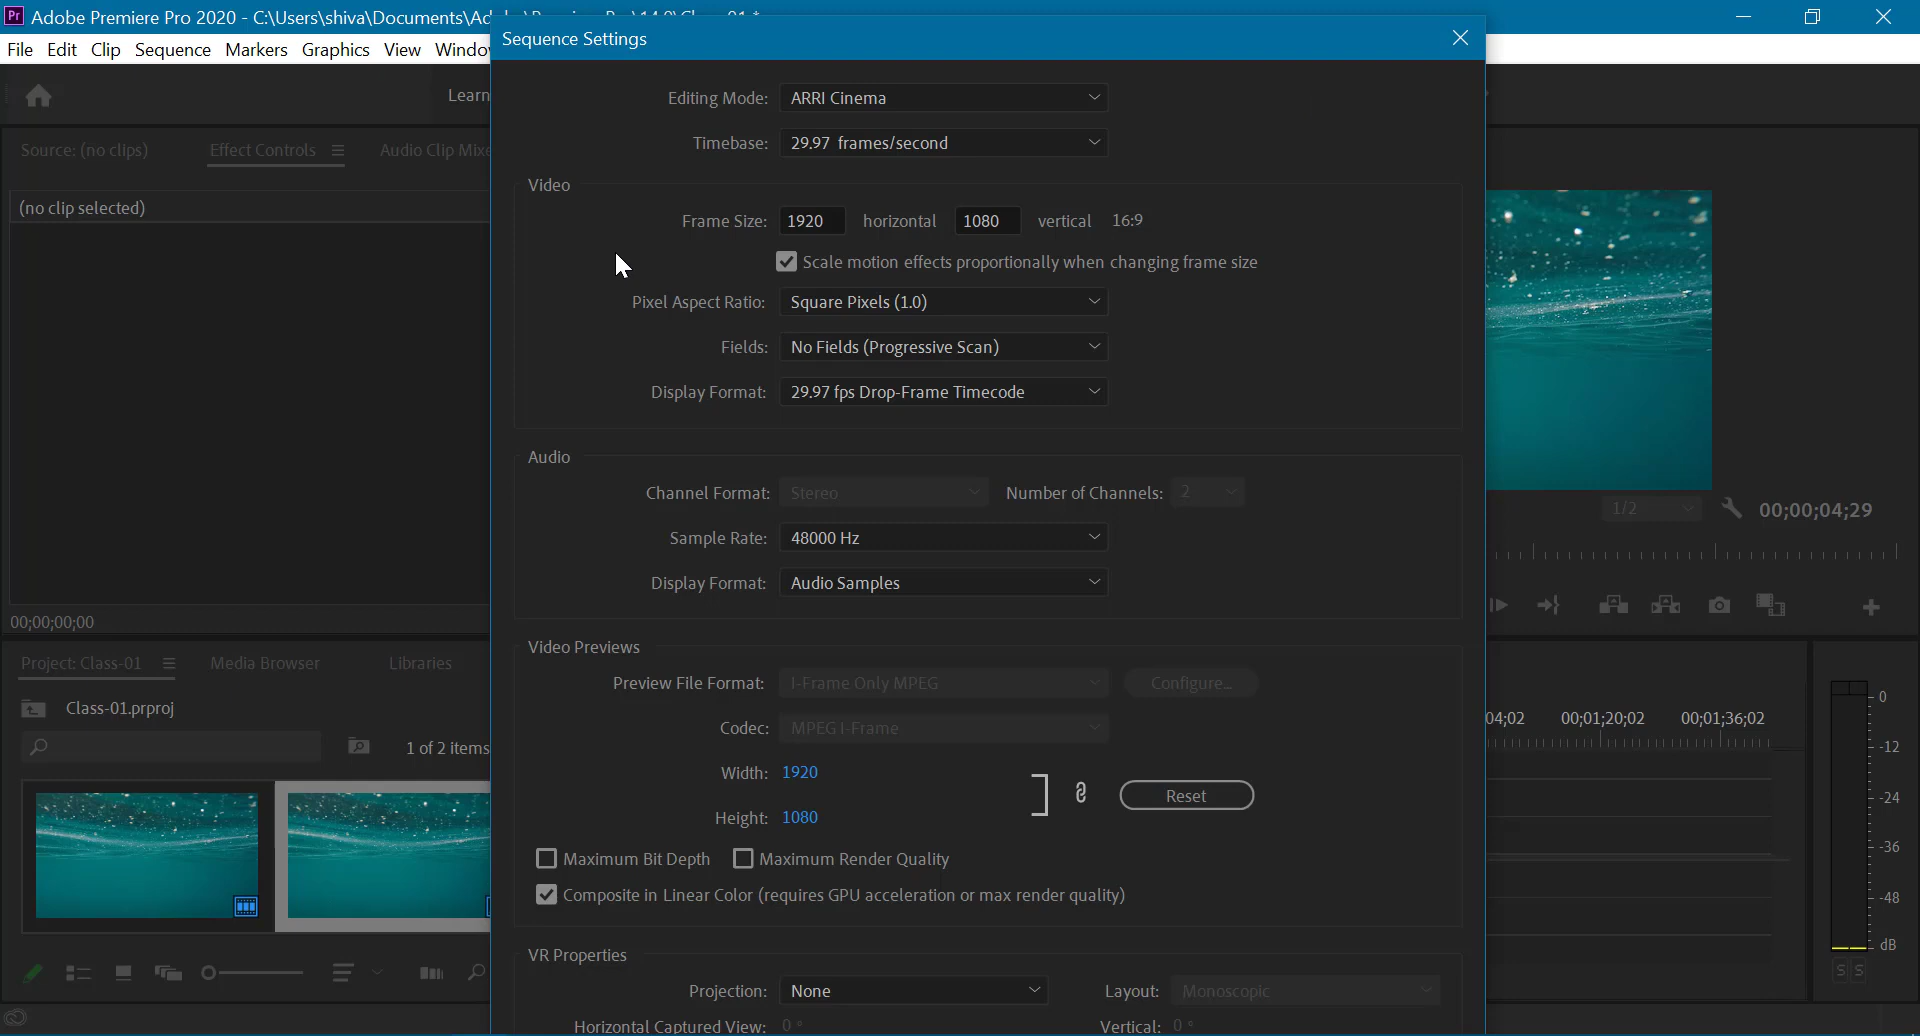 Adobe Premiere Pro 2020 - C:\Users\shiva\Documents\Ad
Sequence Settings
File Edit Clip Sequence Markers Graphics View Windo
Learn
Editing Mode: ARRI Cinema
Timebase: 29.97 frames/second
Source: (no clips) Effect Controls Audio Clip Mixe
Video
(no clip selected)
Frame Size: 1920 horizontal 1080 vertical 16:9
Scale motion effects proportionally when changing frame size
Pixel Aspect Ratio: Square Pixels (1.0)
Fields: No Fields (Progressive Scan)
Display Format: 29.97 fps Drop-Frame Timecode
Audio
Channel Format: Stereo Number of Channels: 2
1/2 00;00;04;29
Sample Rate: 48000 Hz
Display Format: Audio Samples
00;00;00;00
Video Previews
Project: Class-01 Media Browser Libraries
Preview File Format: I-Frame Only MPEG Configure...
Class-01.prproj
Codec: MPEG I-Frame
04;02 00;01;20;02 00;01;36;02
1 of 2 items
Width: 1920
Height: 1080
Reset
Maximum Bit Depth Maximum Render Quality
Composite in Linear Color (requires GPU acceleration or max render quality)
0
-12
-24
-36
-48
dB
S S
VR Properties
Projection: None Layout: Monoscopic
Horizontal Captured View: 0 ° Vertical: 0 °